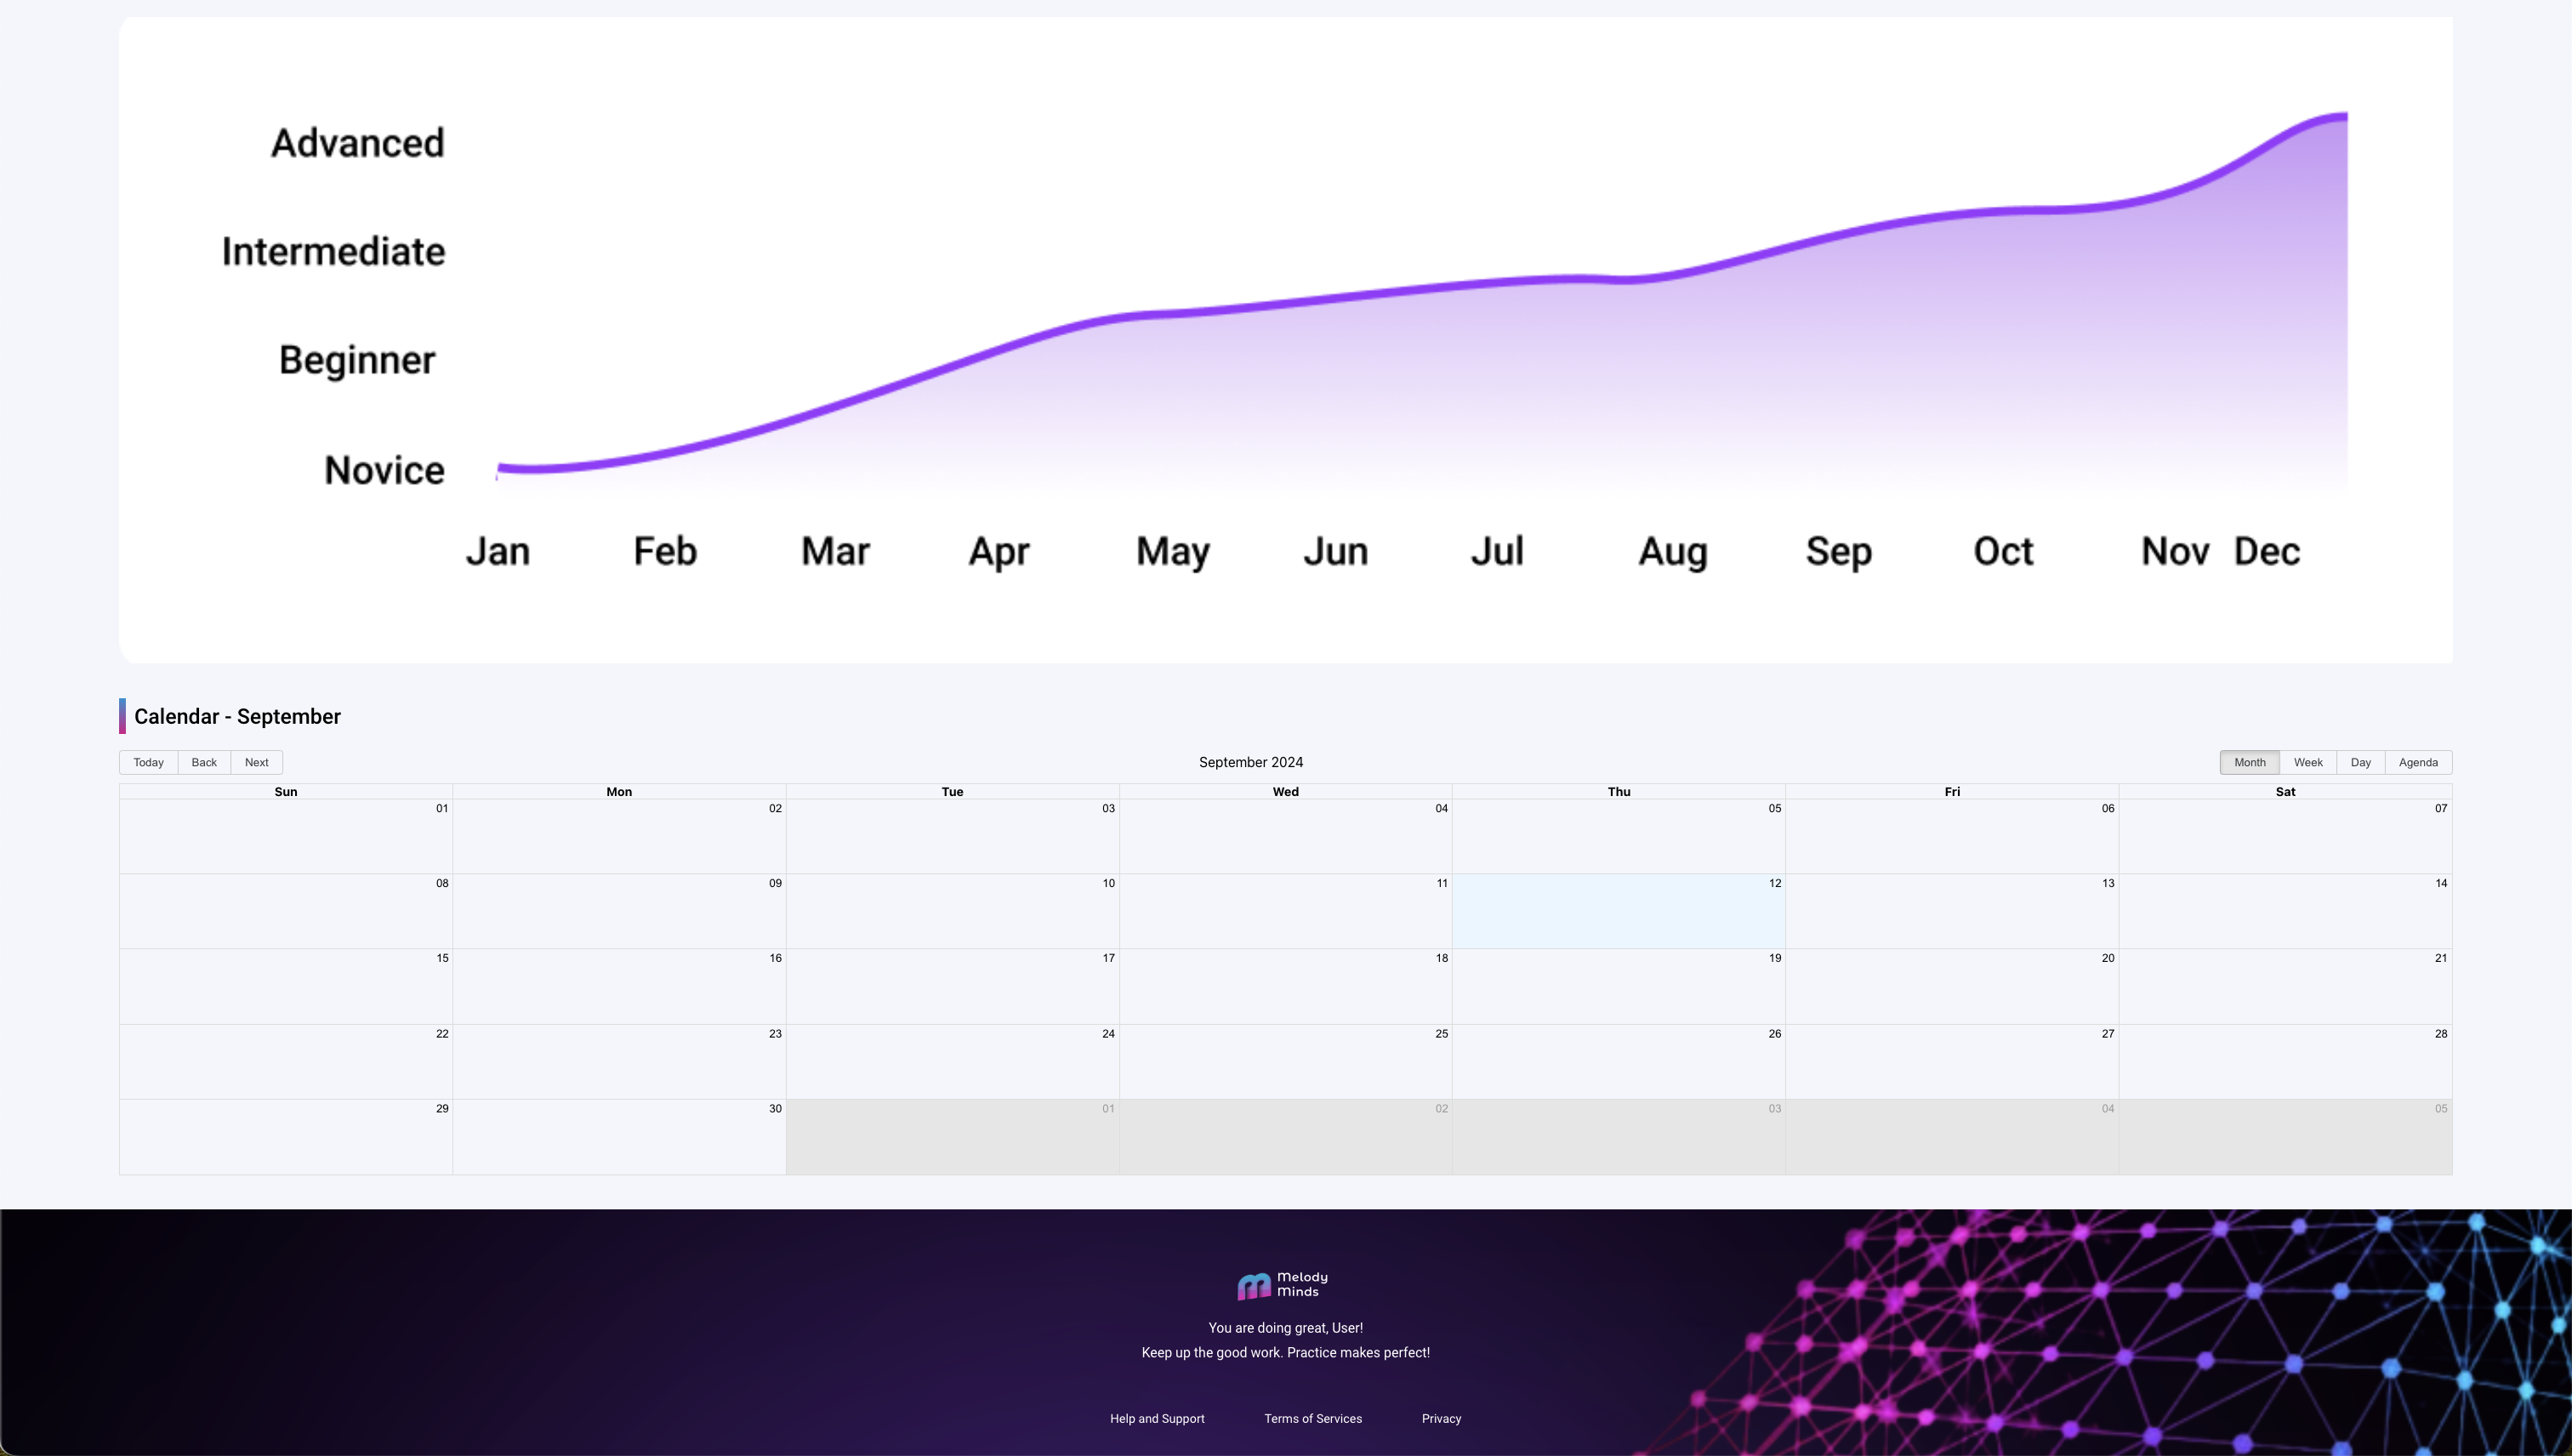 Advanced
Intermediate
Beginner
Novice
Jan Feb Mar Apr May Jun Jul Aug Sep Oct Nov Dec
Calendar - September
Today Back Next September 2024 Month Week Day Agenda
Sun Mon Tue Wed Thu Fri Sat
01 02 03 04 05 06 07
08 09 10 11 12 13 14
15 16 17 18 19 20 21
22 23 24 25 26 27 28
29 30 01 02 03 04 05
melody
minds
You are doing great, User!
Keep up the good work. Practice makes perfect!
Help and Support Terms of Services Privacy